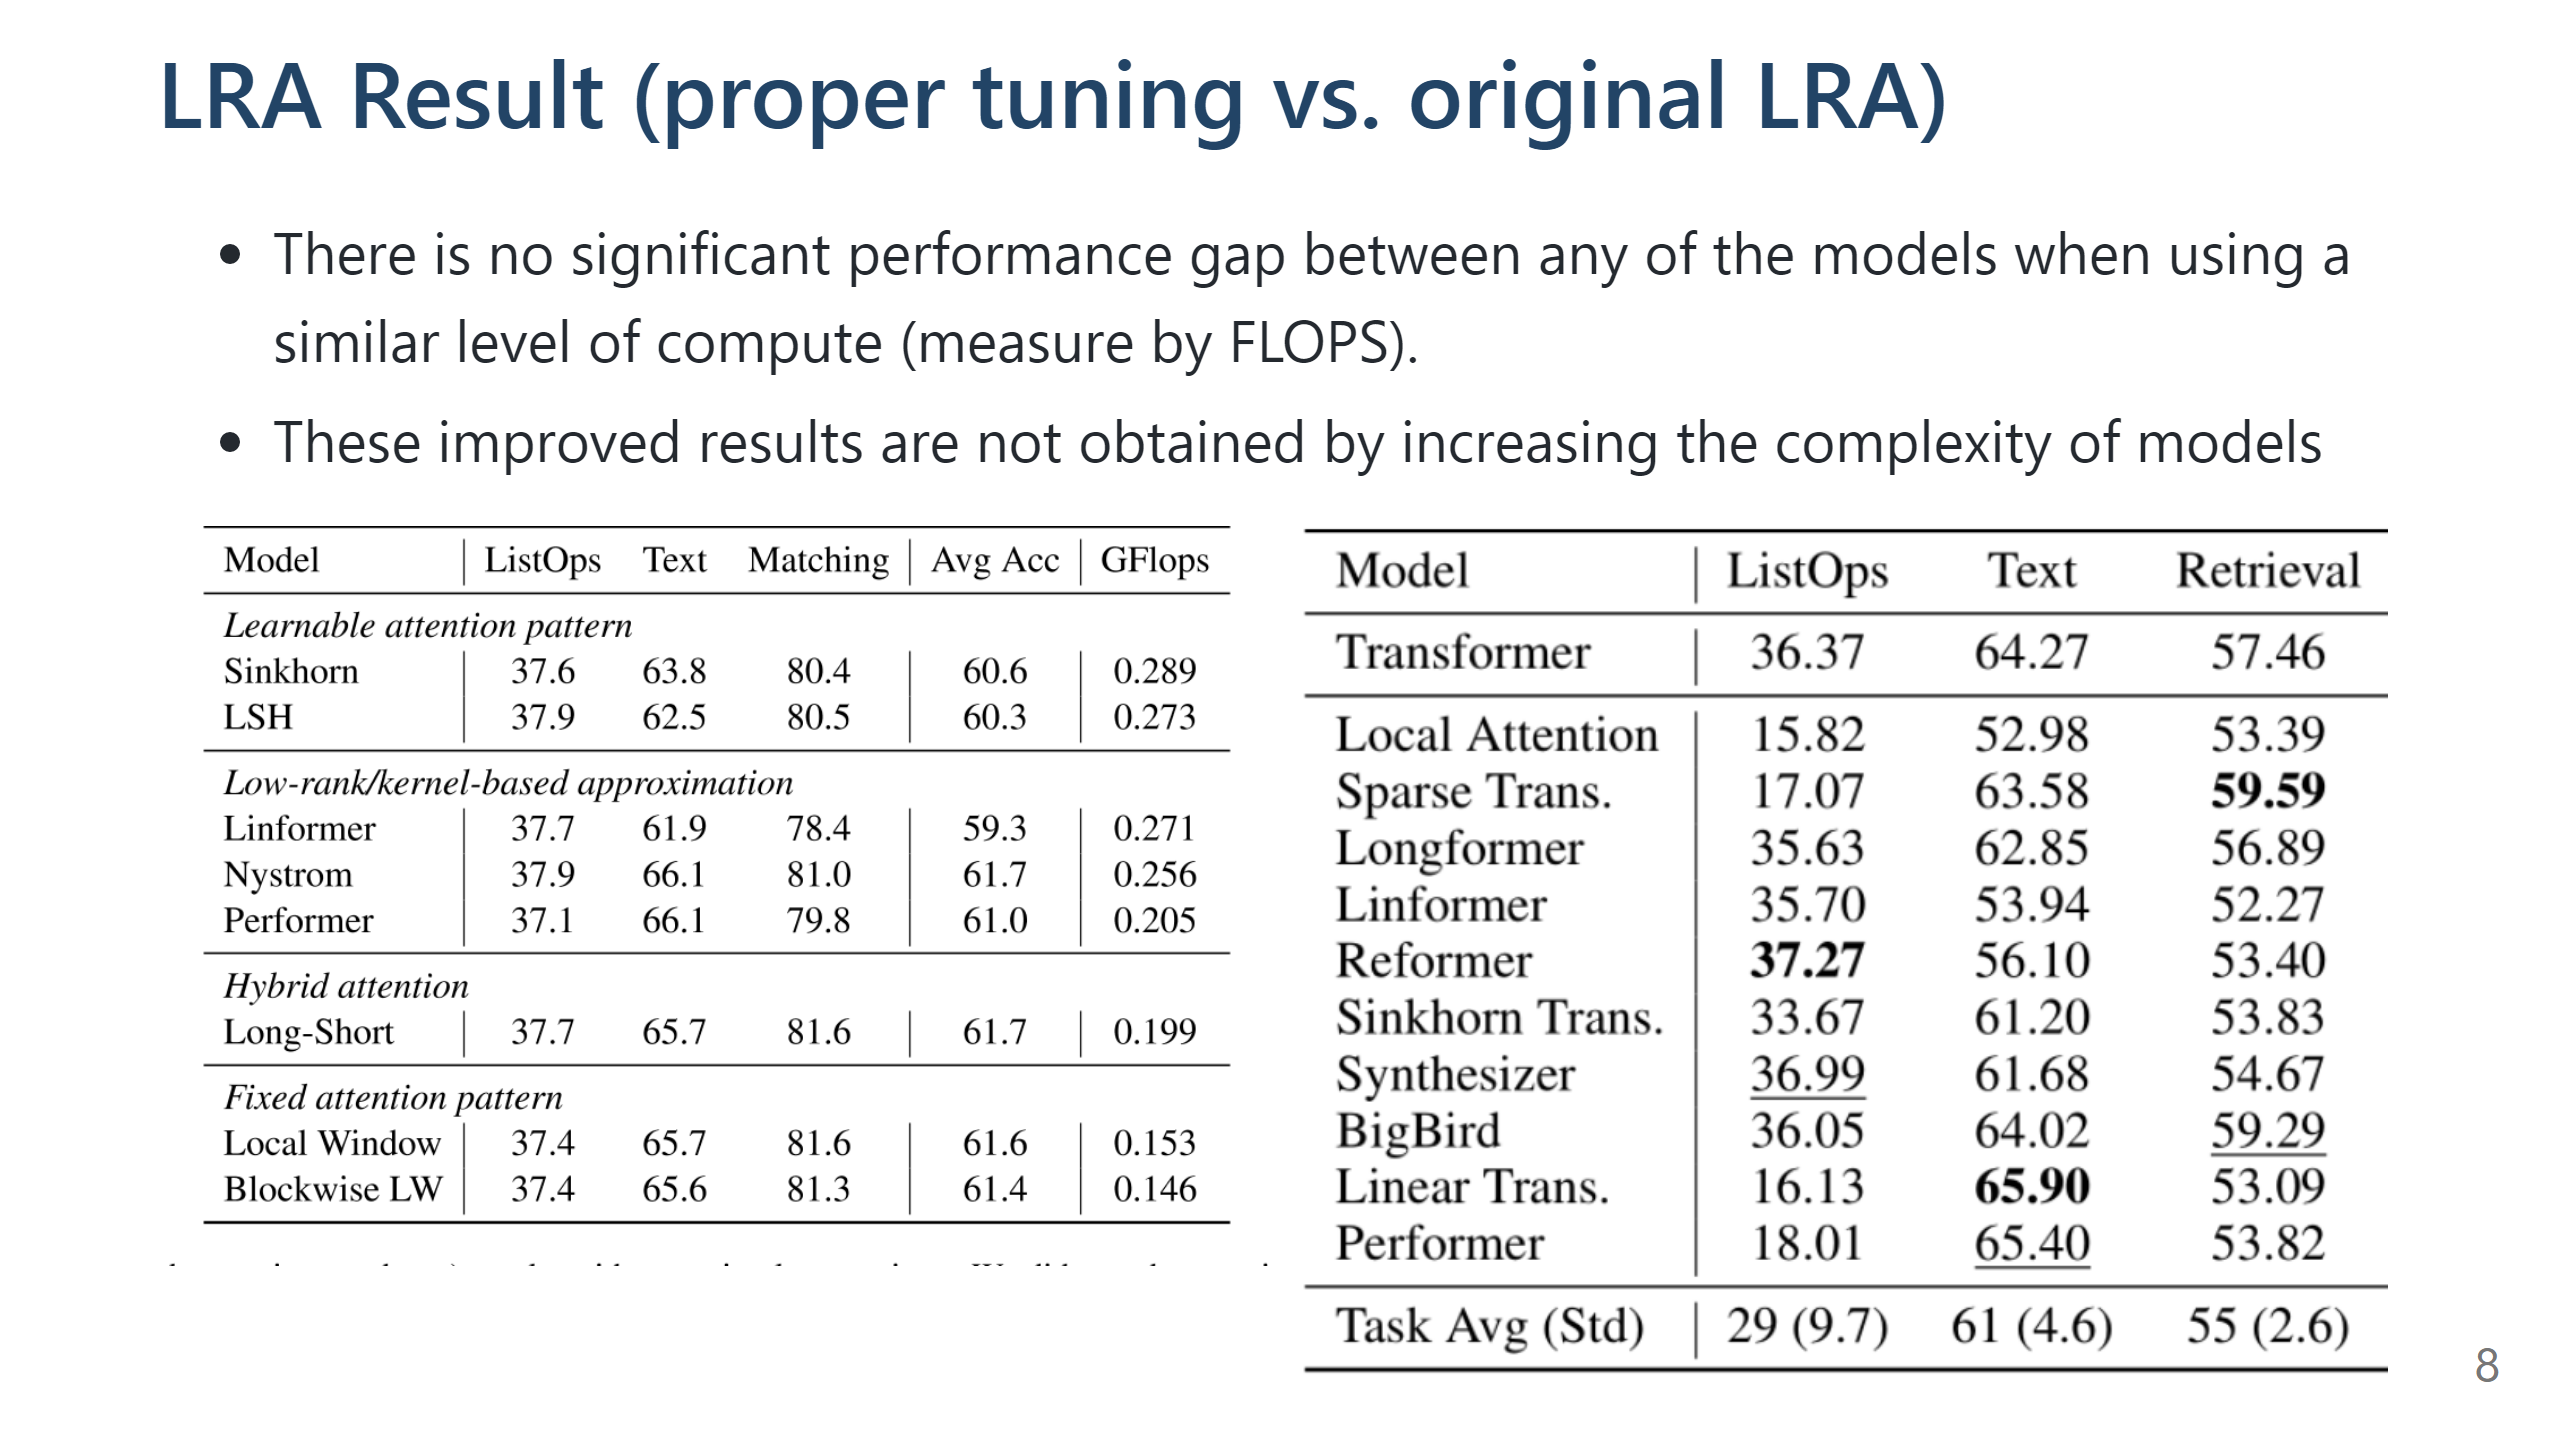 LRA Result (proper tuning vs. original LRA)
• There is no significant performance gap between any of the models when using a
similar level of compute (measure by FLOPS).
• These improved results are not obtained by increasing the complexity of models
Model ListOps Text Matching Avg Acc GFlops
Learnable attention pattern
Sinkhorn 37.6 63.8 80.4 60.6 0.289
LSH 37.9 62.5 80.5 60.3 0.273
Low-rank/kernel-based approximation
Linformer 37.7 61.9 78.4 59.3 0.271
Nystrom 37.9 66.1 81.0 61.7 0.256
Performer 37.1 66.1 79.8 61.0 0.205
Hybrid attention
Long-Short 37.7 65.7 81.6 61.7 0.199
Fixed attention pattern
Local Window 37.4 65.7 81.6 61.6 0.153
Blockwise LW 37.4 65.6 81.3 61.4 0.146
Model ListOps Text Retrieval
Transformer 36.37 64.27 57.46
Local Attention 15.82 52.98 53.39
Sparse Trans. 17.07 63.58 59.59
Longformer 35.63 62.85 56.89
Linformer 35.70 53.94 52.27
Reformer 37.27 56.10 53.40
Sinkhorn Trans. 33.67 61.20 53.83
Synthesizer 36.99 61.68 54.67
BigBird 36.05 64.02 59.29
Linear Trans. 16.13 65.90 53.09
Performer 18.01 65.40 53.82
Task Avg (Std) 29 (9.7) 61 (4.6) 55 (2.6)
8